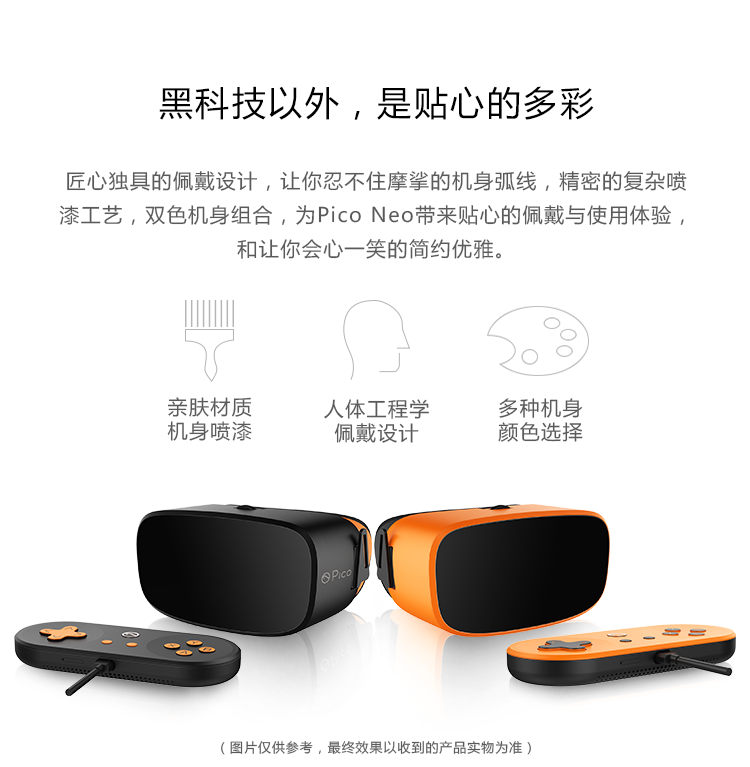 黑科技以外，是贴心的多彩
匠心独具的佩戴设计，让你忍不住摩挲的机身弧线，精密的复杂喷
漆工艺，双色机身组合，为Pico Neo带来贴心的佩戴与使用体验，
和让你会心一笑的简约优雅。
亲肤材质
机身喷漆
人体工程学
佩戴设计
多种机身
颜色选择
Pico
（图片仅供参考，最终效果以收到的产品实物为准）